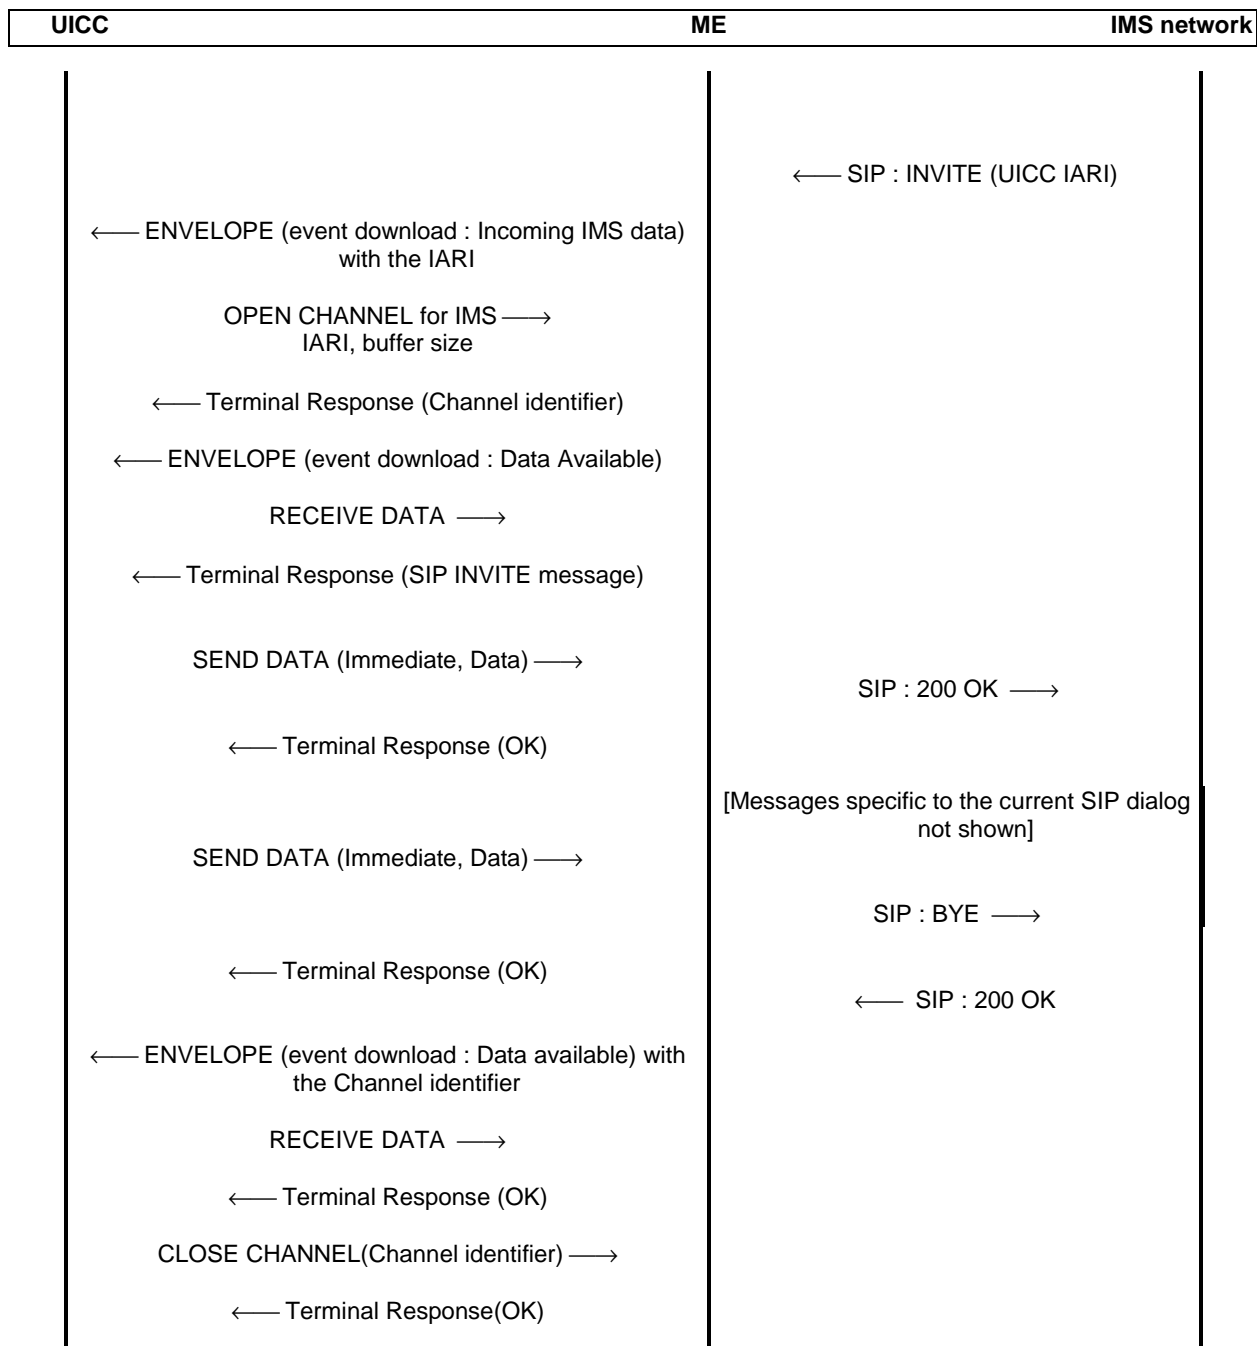 UICC ME IMS network
← SIP : INVITE (UICC IARI)
← ENVELOPE (event download : Incoming IMS data)
with the IARI
OPEN CHANNEL for IMS →
IARI, buffer size
← Terminal Response (Channel identifier)
← ENVELOPE (event download : Data Available)
RECEIVE DATA →
← Terminal Response (SIP INVITE message)
SEND DATA (Immediate, Data) →
SIP : 200 OK →
← Terminal Response (OK)
[Messages specific to the current SIP dialog
not shown]
SEND DATA (Immediate, Data) →
SIP : BYE →
← Terminal Response (OK)
← SIP : 200 OK
← ENVELOPE (event download : Data available) with
the Channel identifier
RECEIVE DATA →
← Terminal Response (OK)
CLOSE CHANNEL(Channel identifier) →
← Terminal Response(OK)